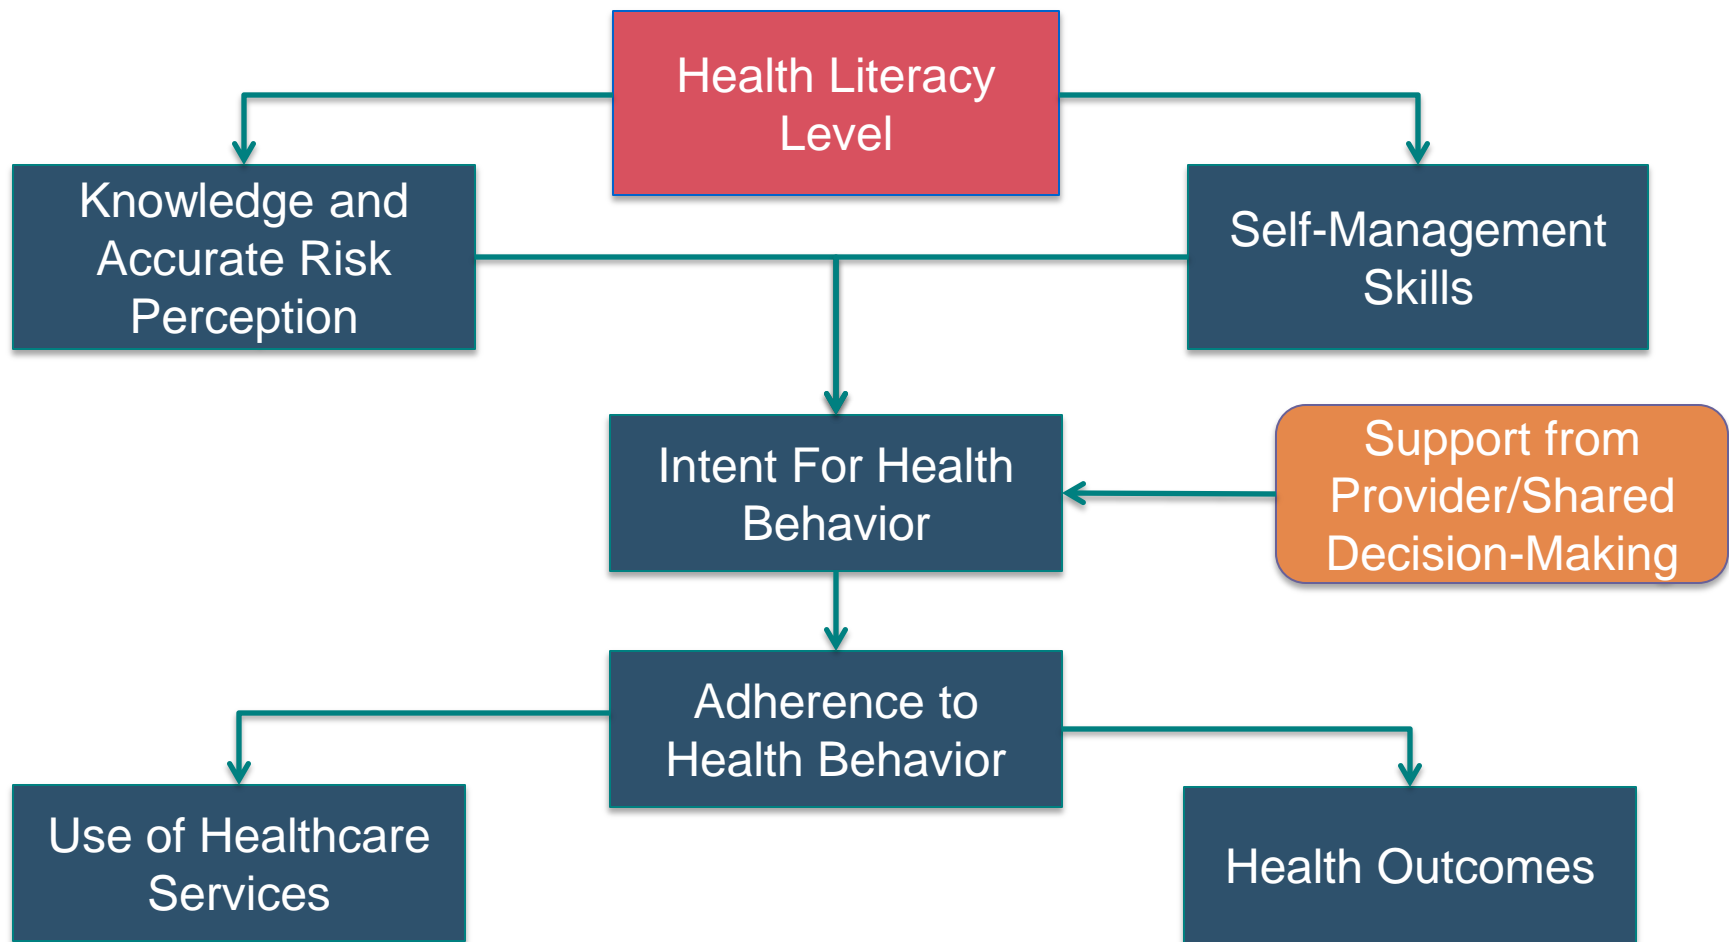 Health Literacy
Level
Knowledge and
Accurate Risk
Perception
Self-Management
Skills
Intent For Health
Behavior
Support from
Provider/Shared
Decision-Making
Adherence to
Health Behavior
Use of Healthcare
Services
Health Outcomes